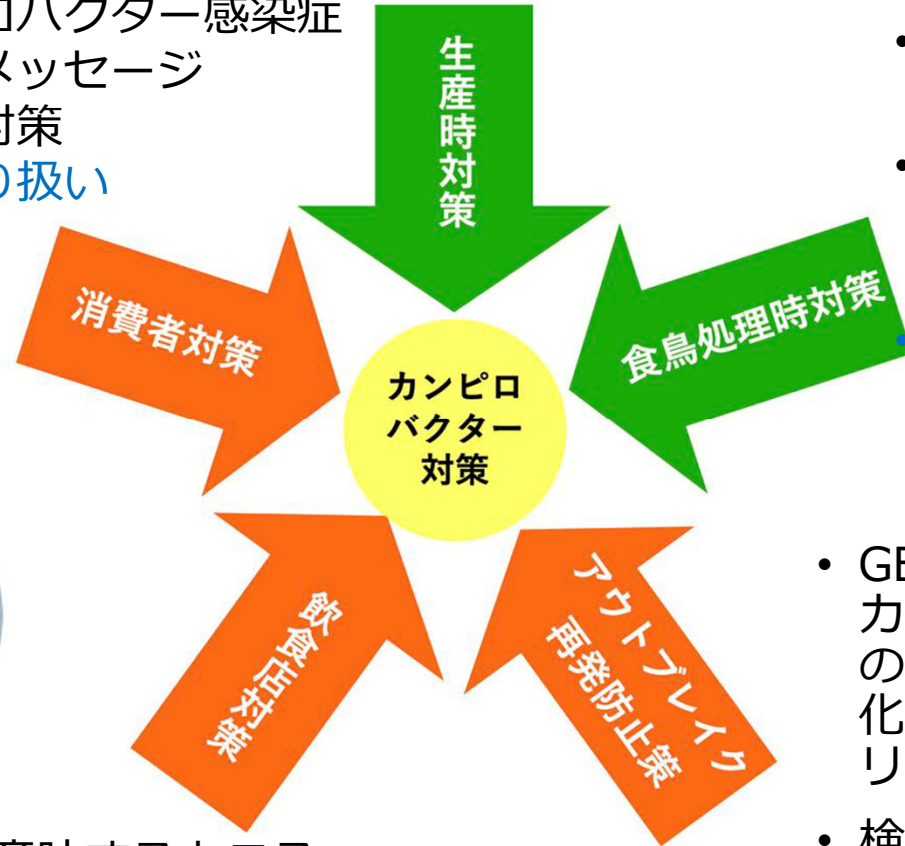 ロバクター感染症
メッセージ
対策
り扱い
生産時対策
消費者対策
食鳥処理時対策
カンピロ
バクター
対策
飲食店対策
アウトブレイク
再発防止策
• GE
カ
の
化
リ
• 検